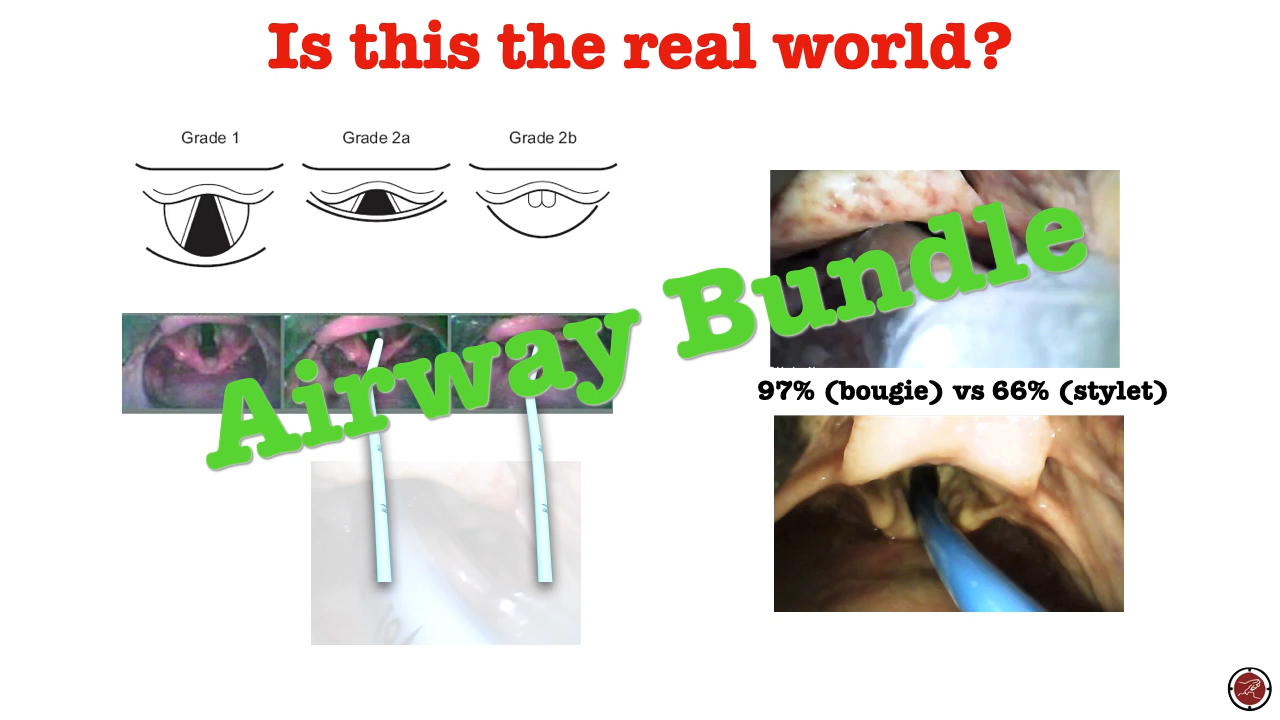 Is this the real world?
Grade 1 Grade 2a Grade 2b
Airway Bundle
97% (bougie) vs 66% (stylet)